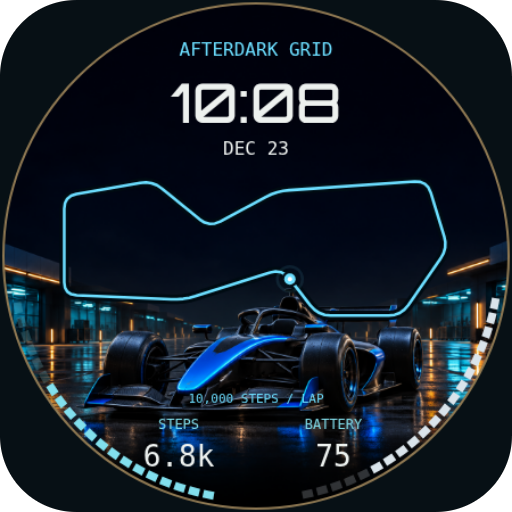 AFTERDARK GRID
10:08
DEC 23
10,000 STEPS / LAP
STEPS BATTERY
6.8k 75